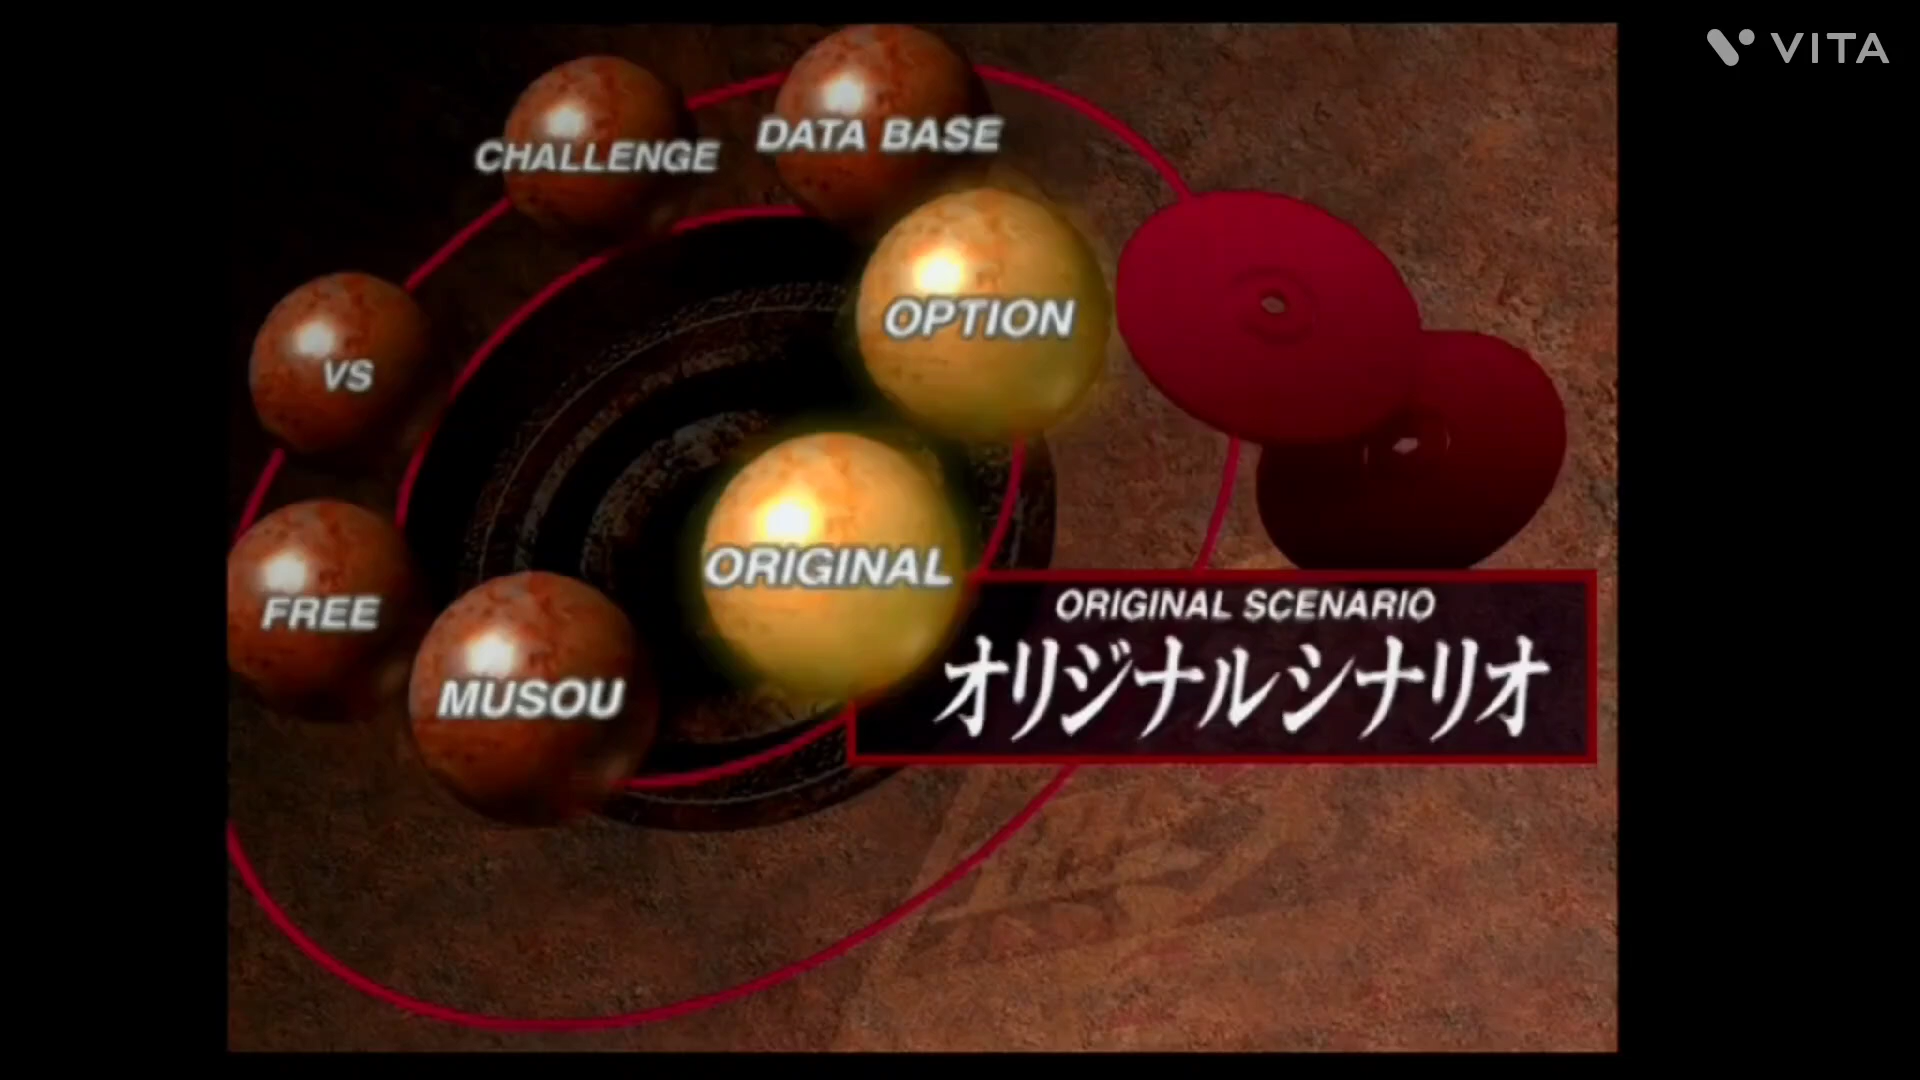 VITA
CHALLENGE
DATA BASE
OPTION
VS
ORIGINAL
FREE
MUSOU
ORIGINAL SCENARIO
オリジナルシナリオ